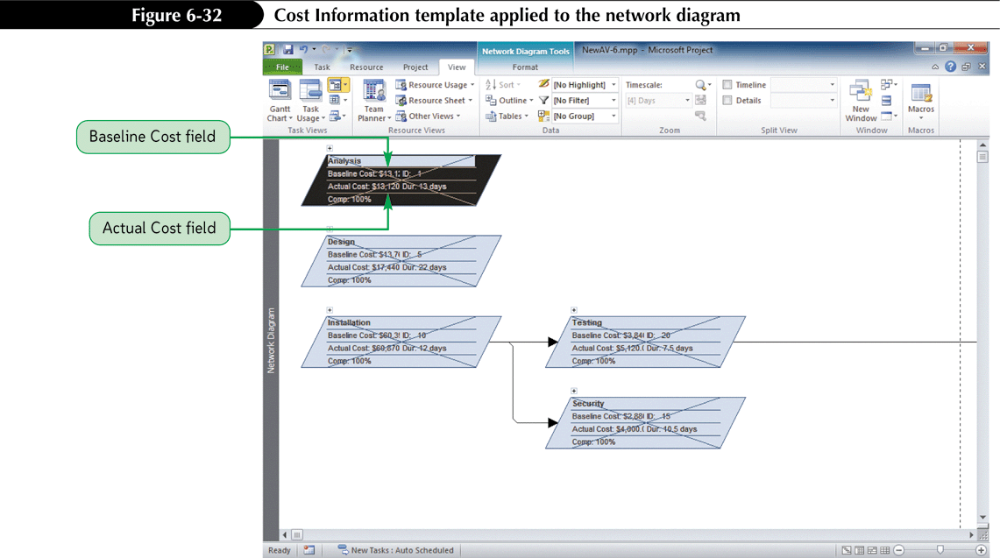 Figure 6-32 Cost Information template applied to the network diagram
Network Diagram Tools NewAV-6.mpp - Microsoft Project
File Task Resource Project View Format
Resource Usage Sort [No Highlight] Timescale: Timeline
Gantt Chart Task Usage Team Planner Resource Sheet Outline [No Filter] [4] Days Details New Window Macros
Other Views Tables [No Group]
Task Views Resource Views Data Zoom Split View Window Macros
Baseline Cost field
Actual Cost field
Network Diagram
Analysis
Baseline Cost: $13,1 ID: 1
Actual Cost: $13,120 Dur: 13 days
Comp: 100%
Design
Baseline Cost: $13,7 ID: 5
Actual Cost: $17,440 Dur: 22 days
Comp: 100%
Installation
Baseline Cost: $60,3 ID: 10
Actual Cost: $60,870 Dur: 12 days
Comp: 100%
Testing
Baseline Cost: $3,84 ID: 20
Actual Cost: $5,120. Dur: 7.5 days
Comp: 100%
Security
Baseline Cost: $2,88 ID: 15
Actual Cost: $4,000. Dur: 10.5 days
Comp: 100%
Ready New Tasks : Auto Scheduled